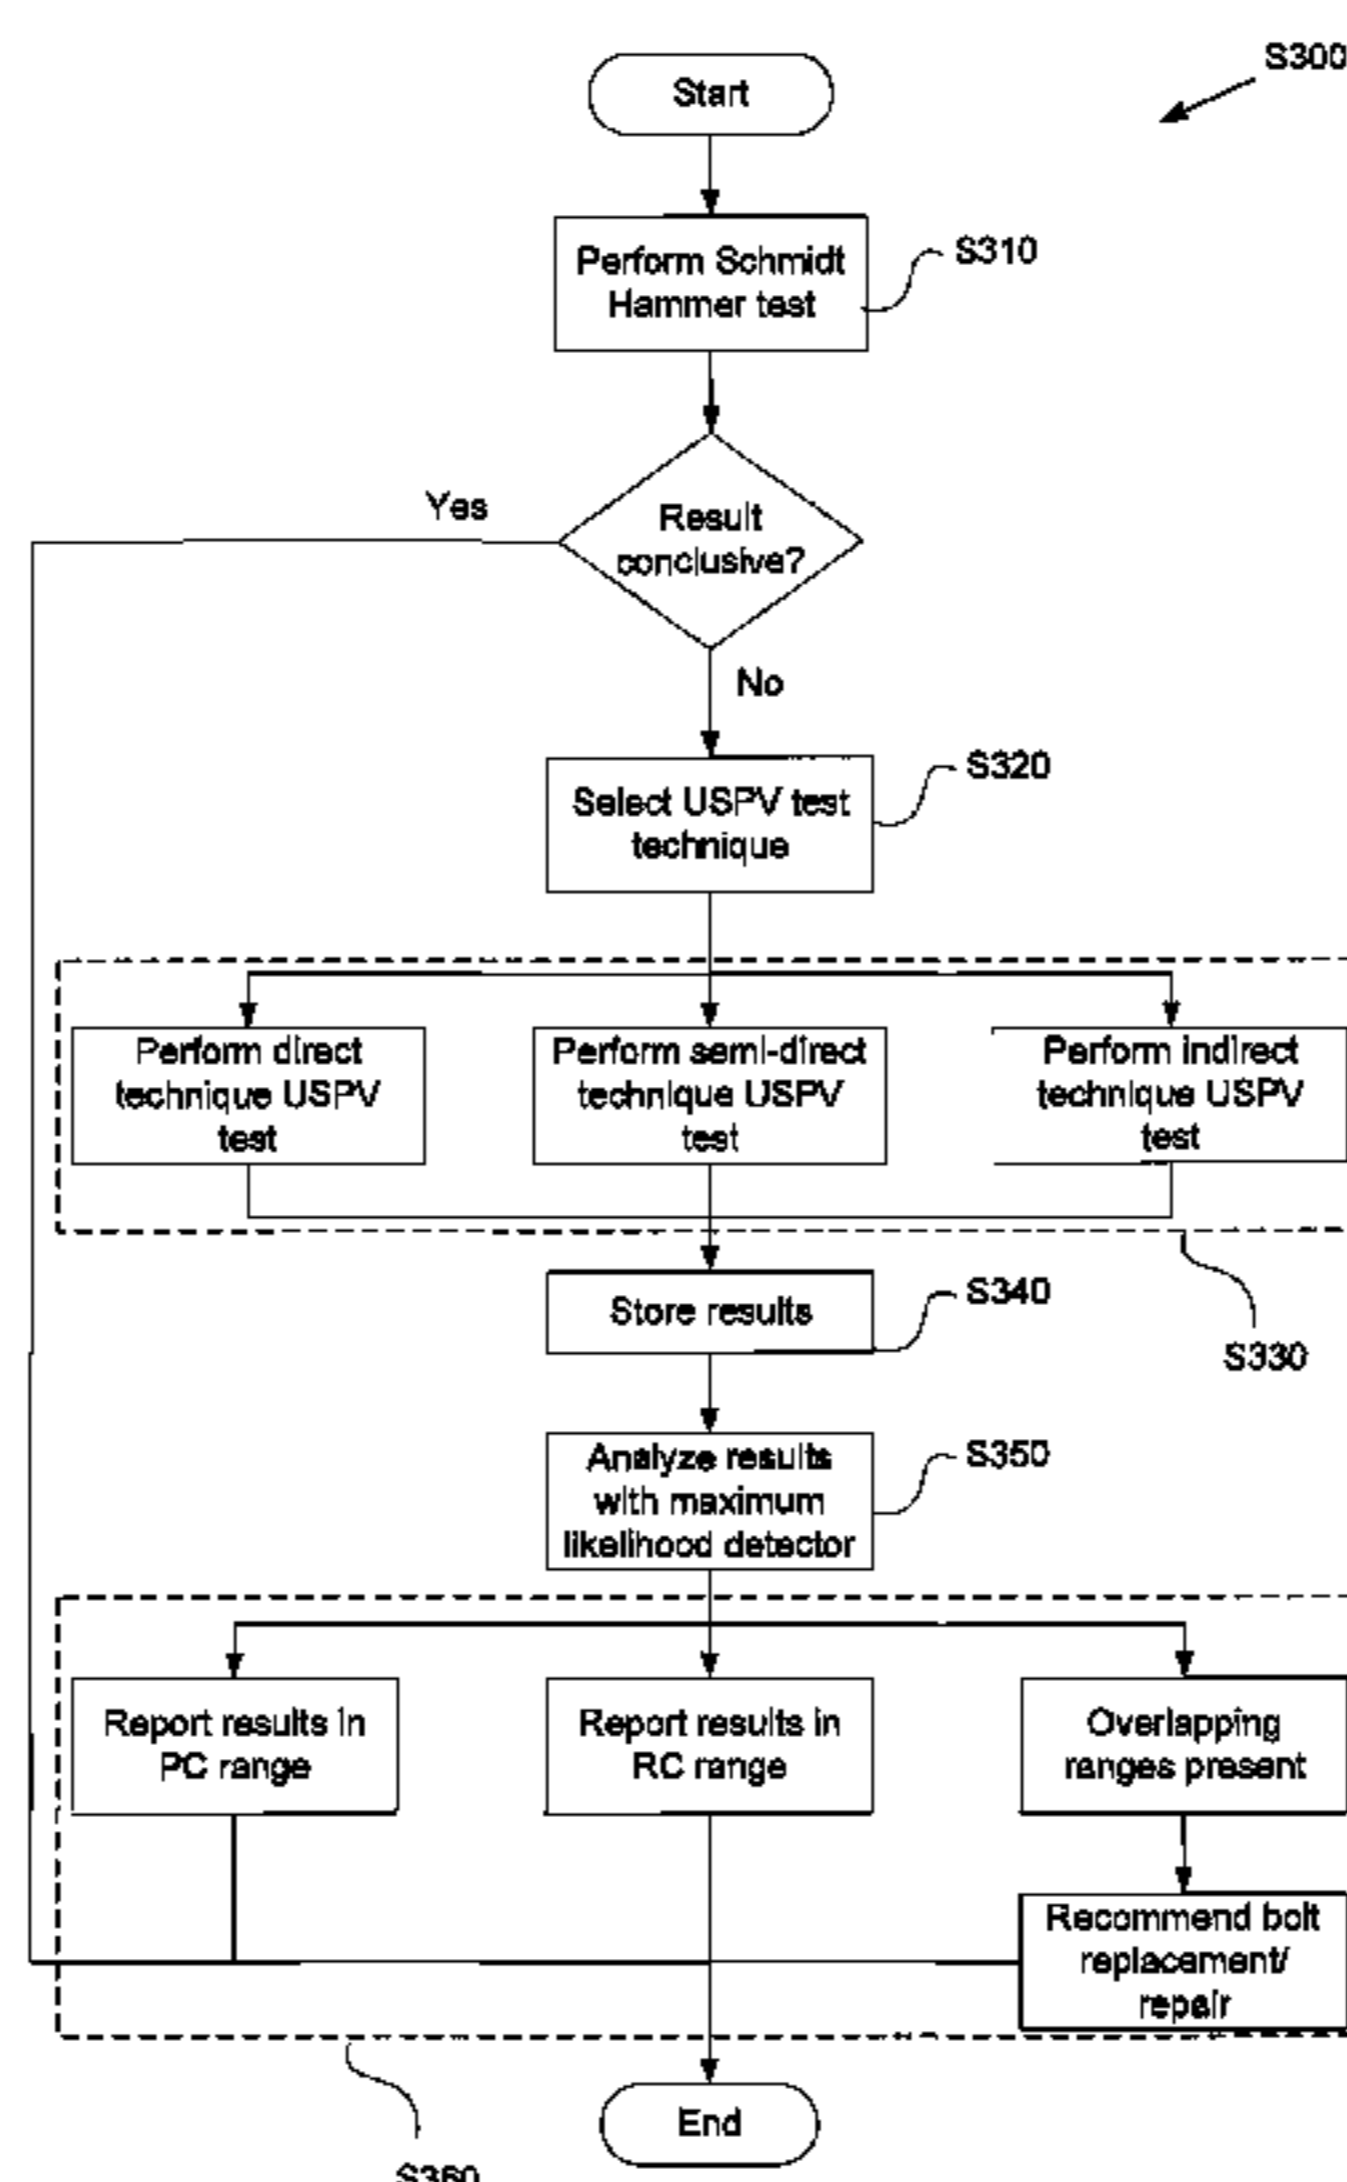 S300
Start
Perform Schmidt
Hammer test
S310
Yes
Result
conclusive?
No
Select USPV test
technique
S320
Perform direct
technique USPV
test
Perform semi-direct
technique USPV
test
Perform indirect
technique USPV
test
Store results
S340
S330
Analyze results
with maximum
likelihood detector
S350
Report results in
PC range
Report results in
RC range
Overlapping
ranges present
Recommend bolt
replacement/
repair
End
S360